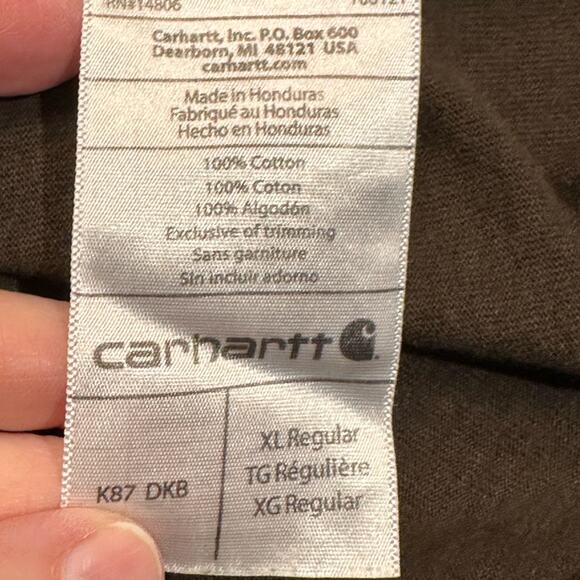 RN#14806
Carhartt, Inc. P.O. Box 600
Dearborn, MI 48121 USA
carhartt.com
Made in Honduras
Fabriqué au Honduras
Hecho en Honduras
100% Cotton
100% Coton
100% Algodón
Exclusive of trimming
Sans garniture
Sin incluir adorno
carhartt
K87 DKB
XL Regular
TG Régulière
XG Regular